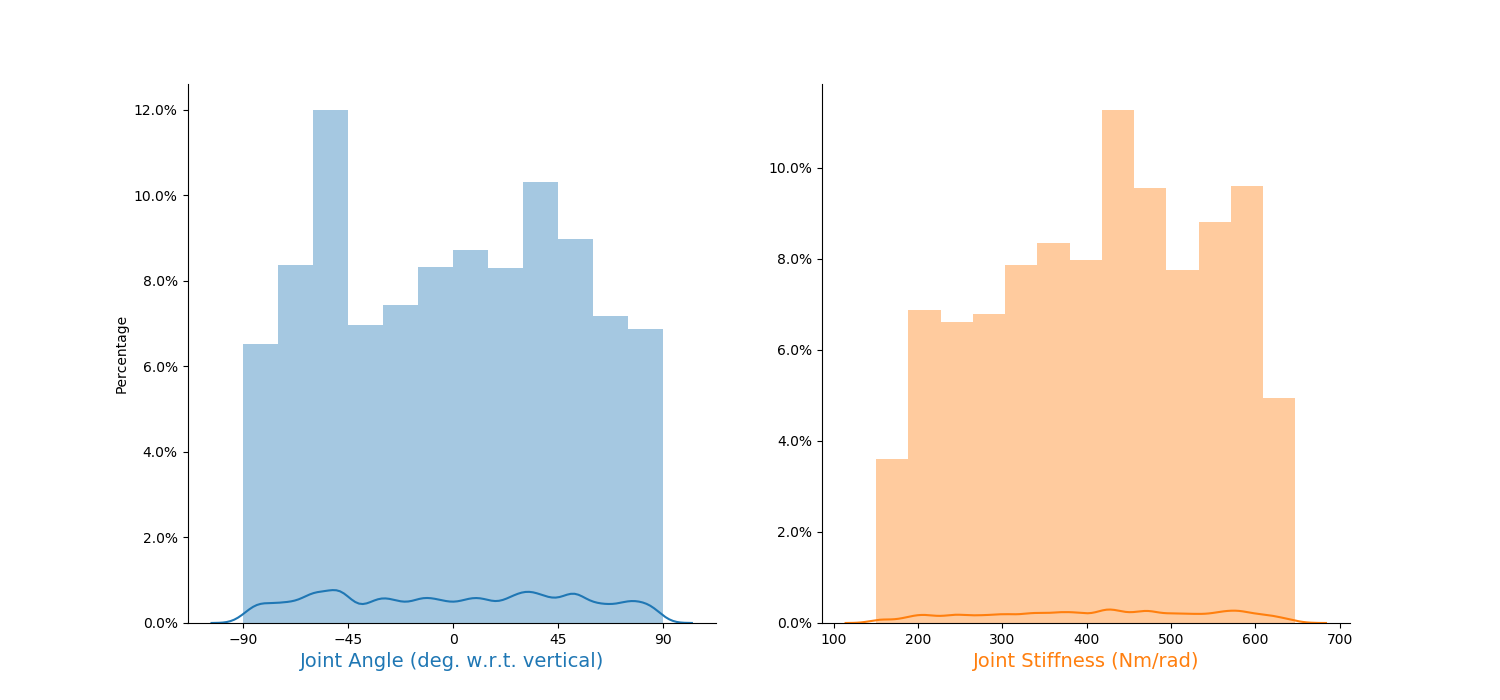 Percentage
12.0%
10.0%
8.0%
6.0%
4.0%
2.0%
0.0%
−90 −45 0 45 90
Joint Angle (deg. w.r.t. vertical)
10.0%
8.0%
6.0%
4.0%
2.0%
0.0%
100 200 300 400 500 600 700
Joint Stiffness (Nm/rad)